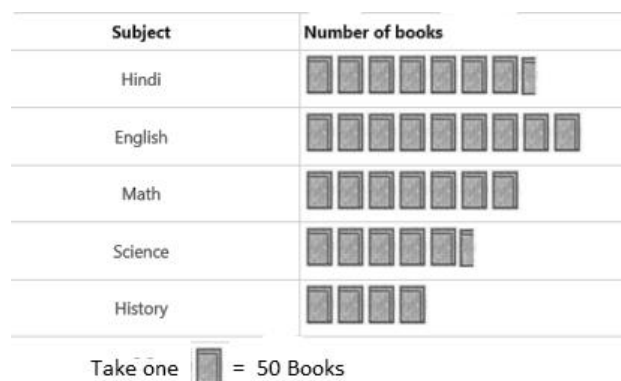 Subject Number of books
Hindi
English
Math
Science
History
Take one = 50 Books